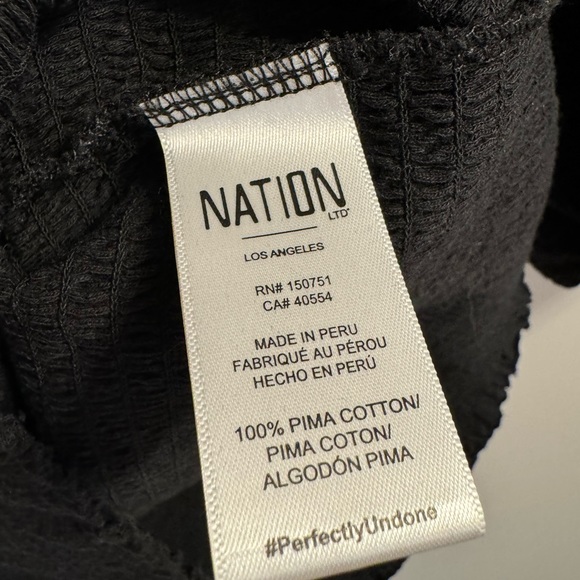 NATION
LTD
LOS ANGELES
RN# 150751
CA# 40554
MADE IN PERU
FABRIQUÉ AU PÉROU
HECHO EN PERÚ
100% PIMA COTTON/
PIMA COTON/
ALGODÓN PIMA
#PerfectlyUndone